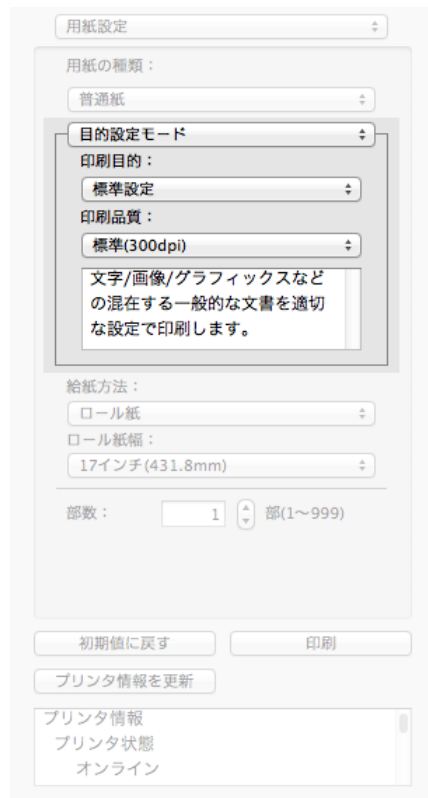 用紙設定
用紙の種類：
普通紙
目的設定モード
印刷目的：
標準設定
印刷品質：
標準(300dpi)
文字/画像/グラフィックスなど
の混在する一般的な文書を適切
な設定で印刷します。
給紙方法：
ロール紙
ロール紙幅：
17インチ(431.8mm)
部数： 1 部(1〜999)
初期値に戻す 印刷
プリンタ情報を更新
プリンタ情報
プリンタ状態
オンライン